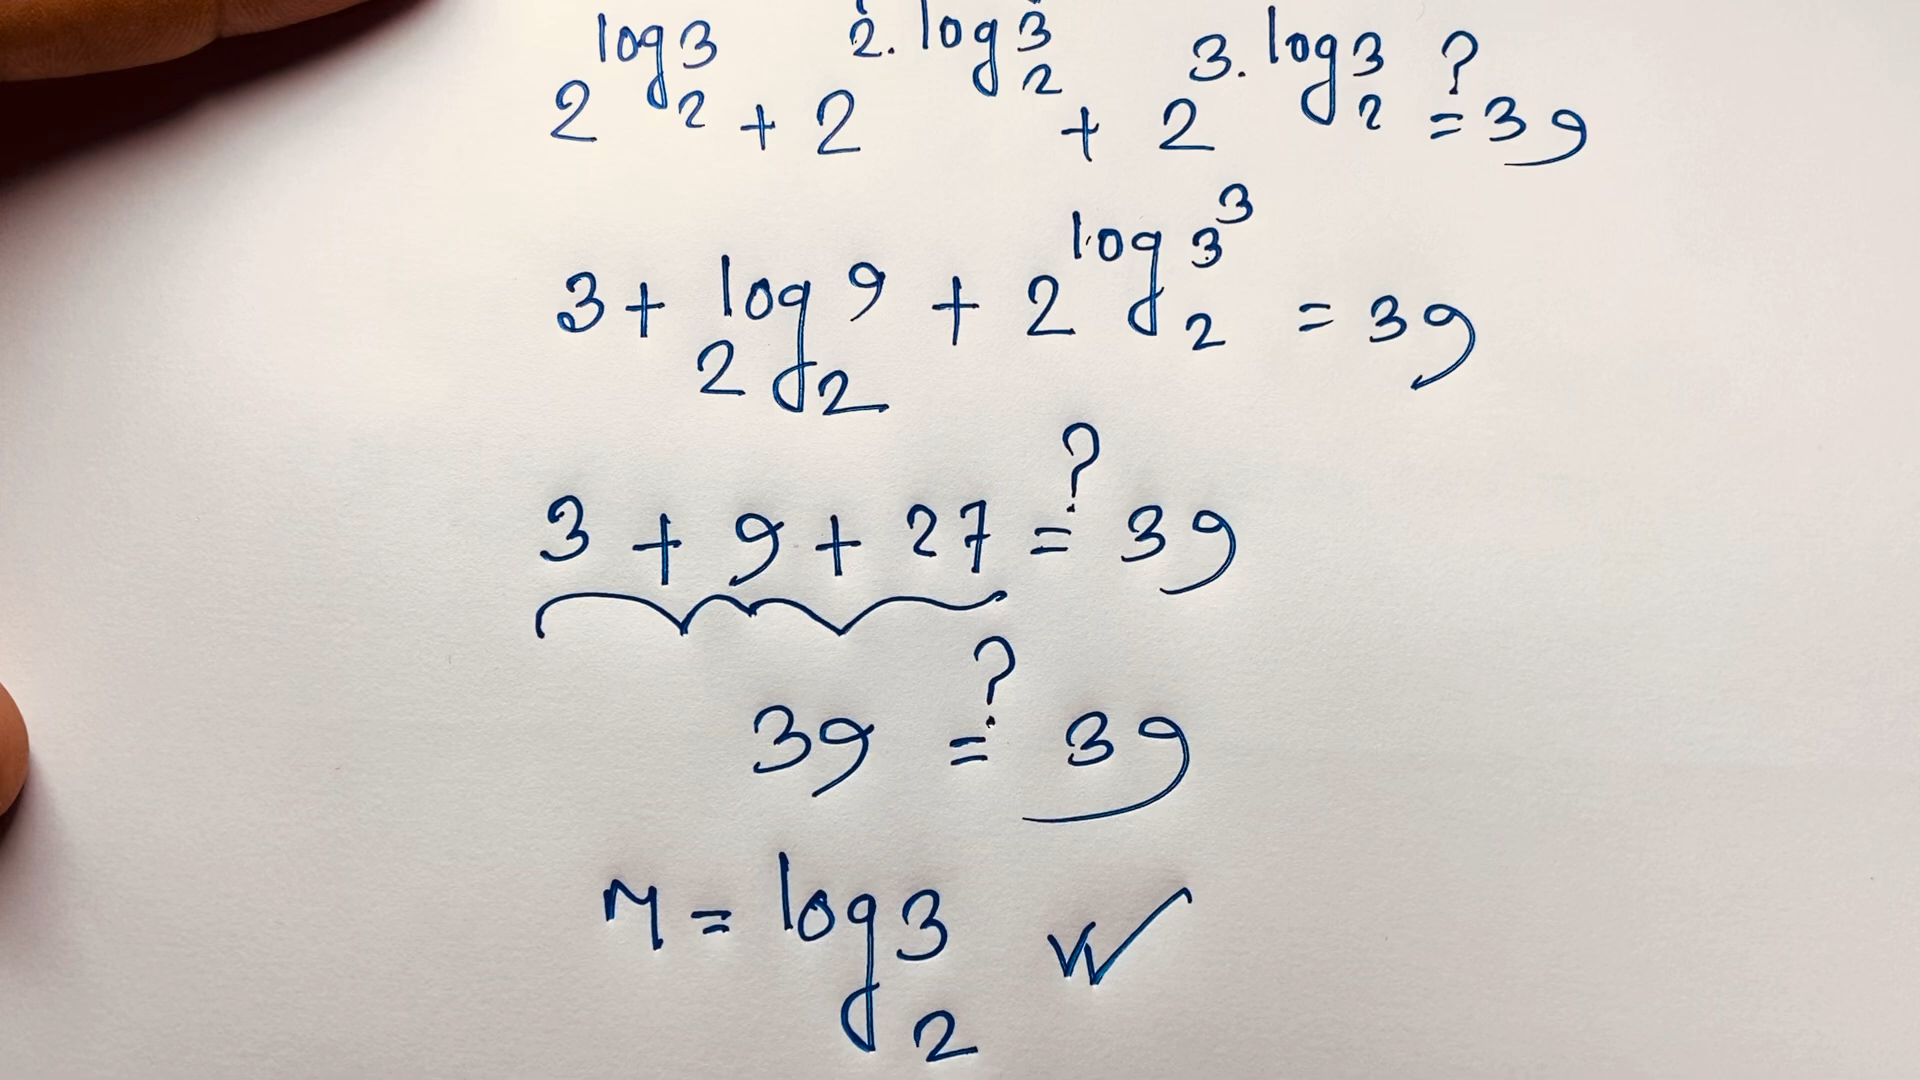 2^{log_2 3} + 2^{2·log_2 3} + 2^{3·log_2 3} ?= 39
3 + 2^{log_2 9} + 2^{log_2 3^3} = 39
3 + 9 + 27 ?= 39
39 ?= 39
M = log_2 3 ✓